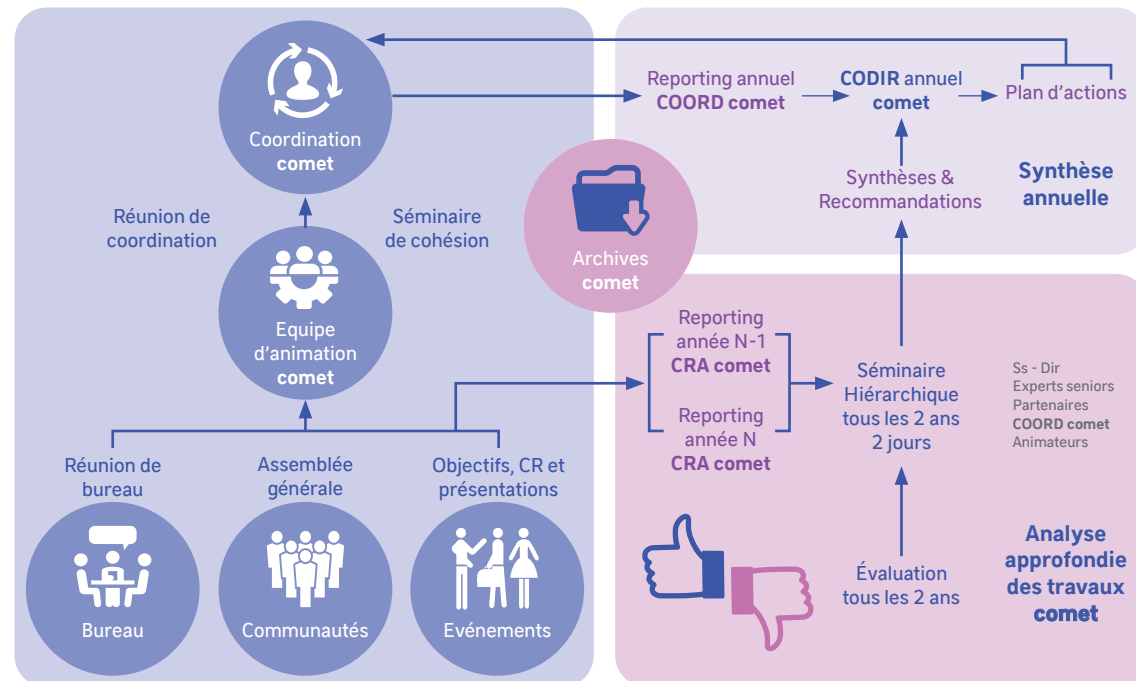 Coordination
comet
Réunion de
coordination
Séminaire
de cohésion
Equipe
d'animation
comet
Réunion de
bureau
Assemblée
générale
Objectifs, CR et
présentations
Bureau
Communautés
Evénements
Archives
comet
Reporting annuel
COORD comet
CODIR annuel
comet
Plan d'actions
Synthèses &
Recommandations
Synthèse
annuelle
Reporting
année N-1
CRA comet
Reporting
année N
CRA comet
Séminaire
Hiérarchique
tous les 2 ans
2 jours
Ss - Dir
Experts seniors
Partenaires
COORD comet
Animateurs
Évaluation
tous les 2 ans
Analyse
approfondie
des travaux
comet